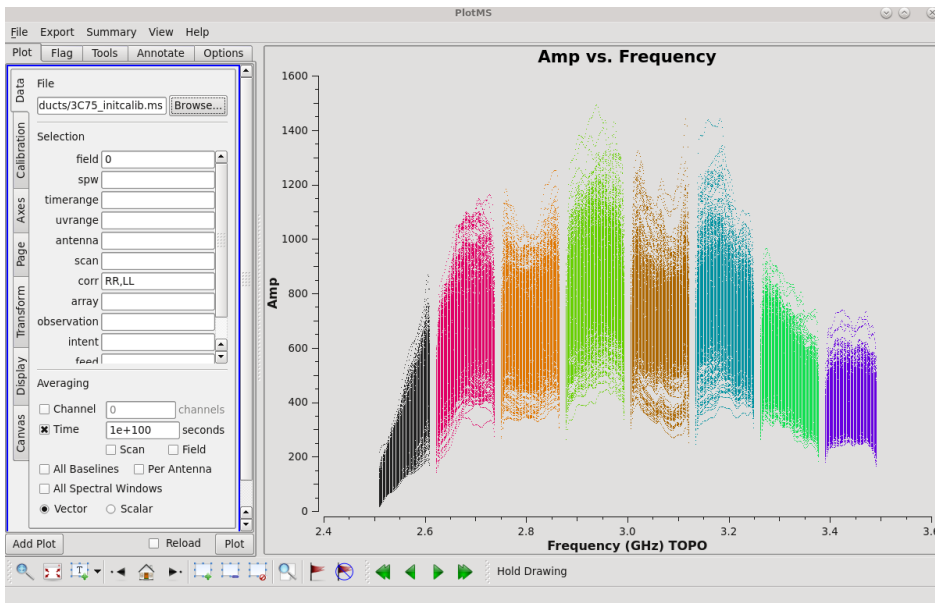 PlotMS
File Export Summary View Help
Plot Flag Tools Annotate Options
Data
Calibration
Axes
Page
Transform
Display
Canvas
File
ducts/3C75_initcalib.ms Browse...
Selection
field 0
spw
timerange
uvrange
antenna
scan
corr RR,LL
array
observation
intent
feed
Averaging
Channel 0 channels
Time 1e+100 seconds
Scan Field
All Baselines Per Antenna
All Spectral Windows
Vector Scalar
Add Plot Reload Plot
Amp vs. Frequency
Amp
1600
1400
1200
1000
800
600
400
200
0
2.4 2.6 2.8 3.0 3.2 3.4 3.6
Frequency (GHz) TOPO
Hold Drawing